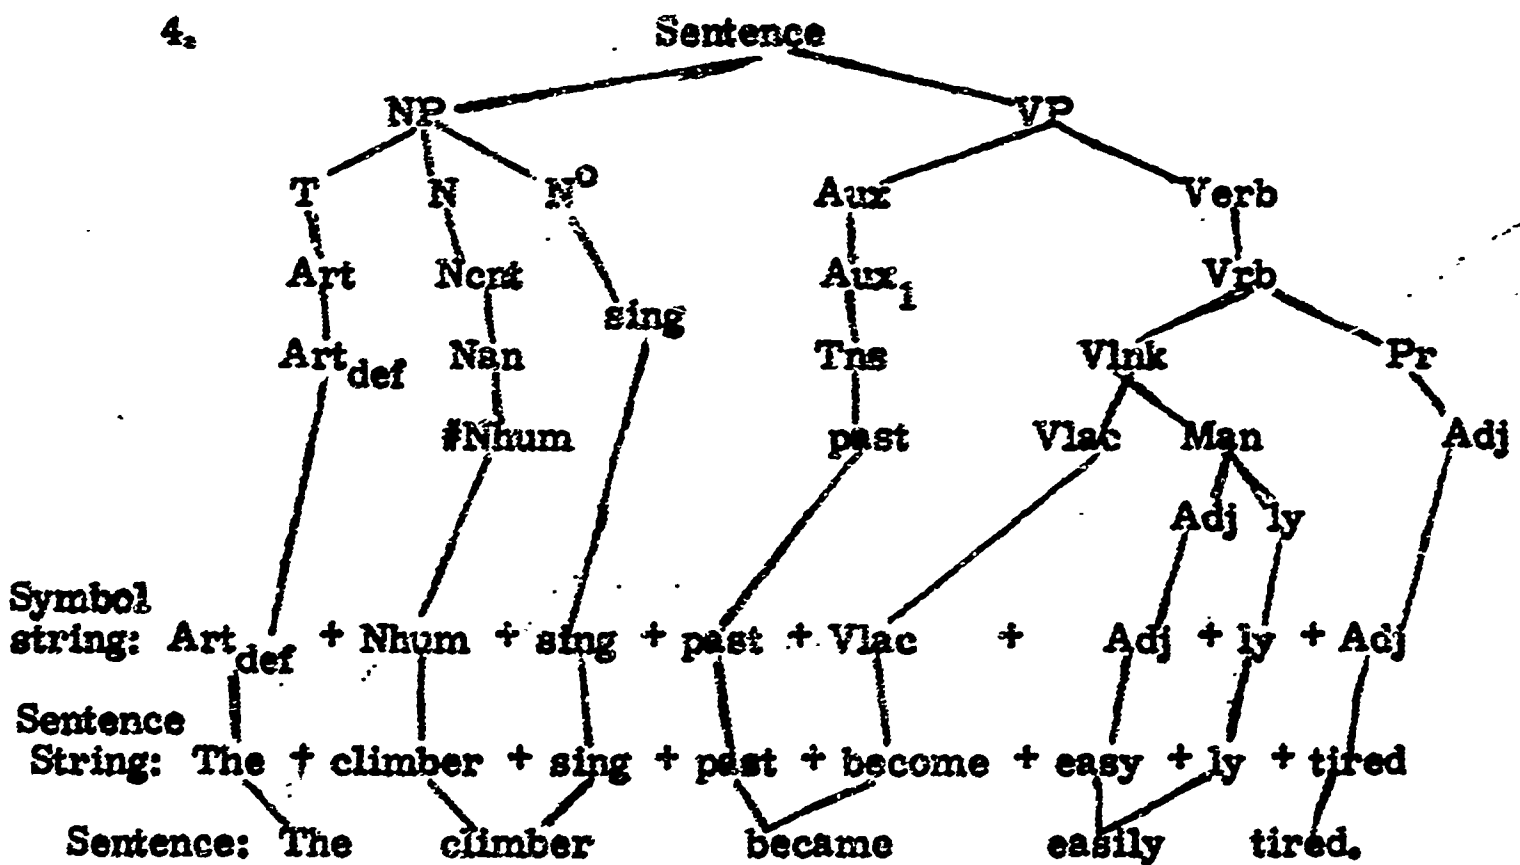 4.
Sentence
NP VP
T N N° Aux Verb
Art Ncnt sing Aux1 Vrb
Artdef Nan Tns Vlnk Pr
#Nhum past Vlac Man Adj
Adj ly
Symbol
string: Artdef + Nhum + sing + past + Vlac + Adj + ly + Adj
Sentence
String: The + climber + sing + past + become + easy + ly + tired
Sentence: The climber became easily tired.